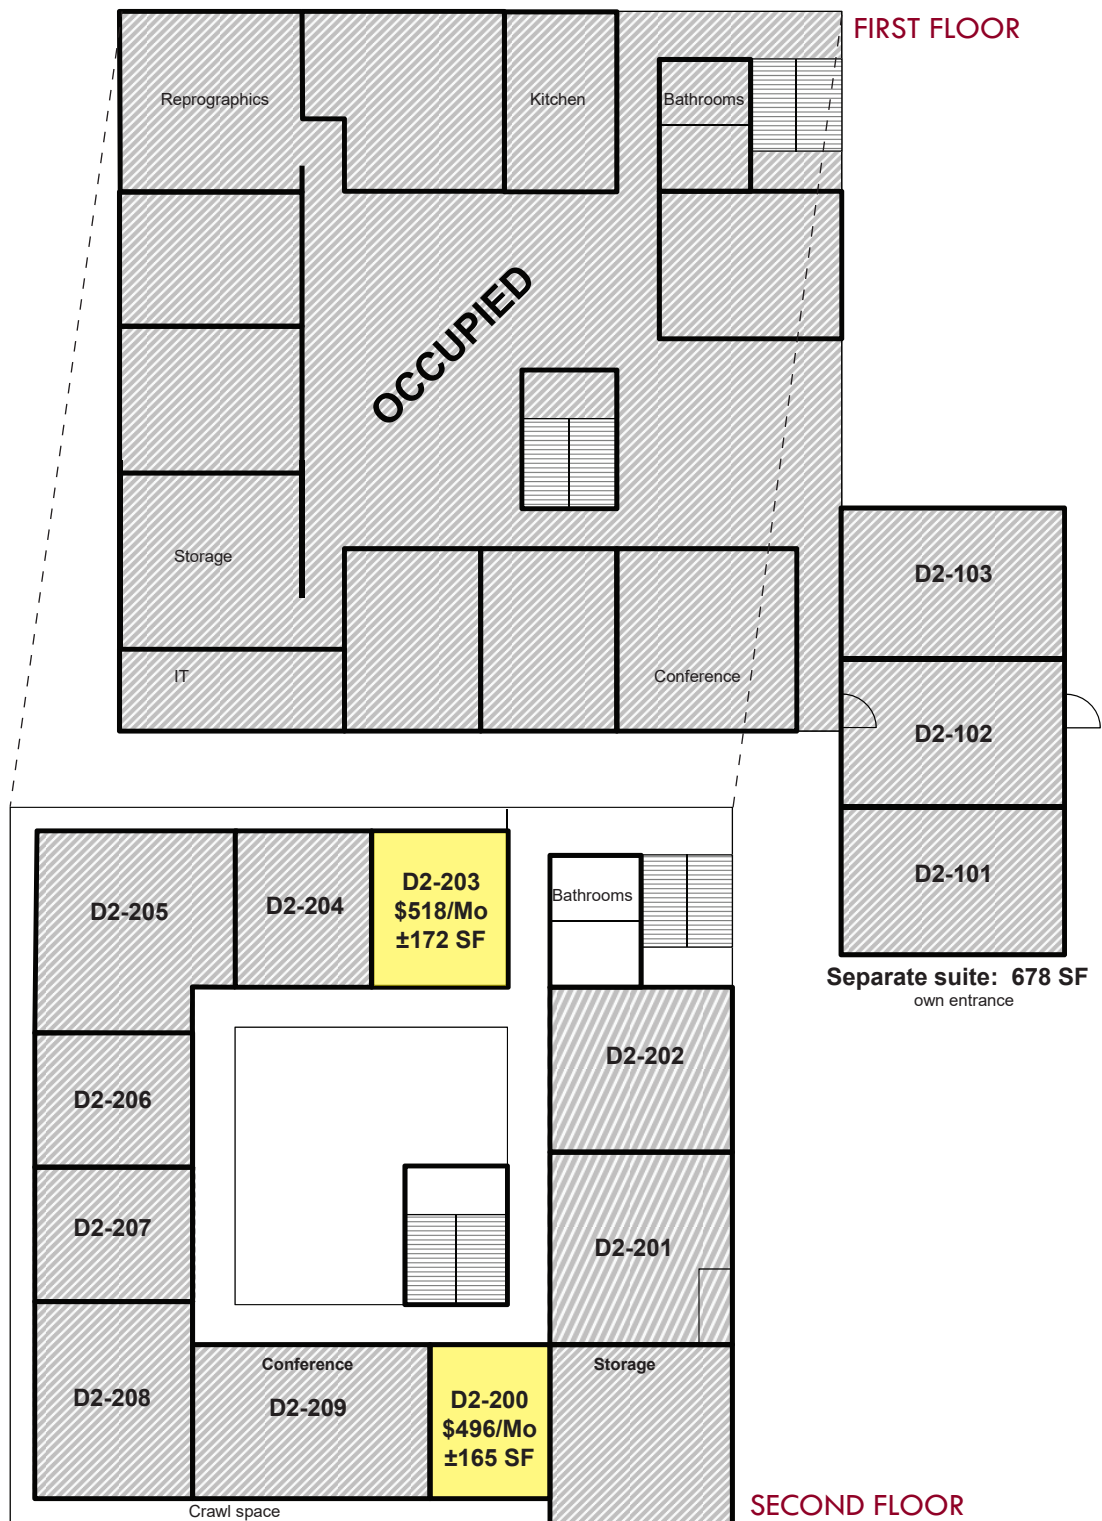 FIRST FLOOR
Reprographics
Kitchen
Bathrooms
OCCUPIED
Storage
IT
Conference
D2-103
D2-102
D2-101
Separate suite: 678 SF
own entrance
D2-205
D2-204
D2-203
$518/Mo
±172 SF
Bathrooms
D2-202
D2-206
D2-207
D2-201
D2-208
Conference
D2-209
D2-200
$496/Mo
±165 SF
Storage
Crawl space
SECOND FLOOR